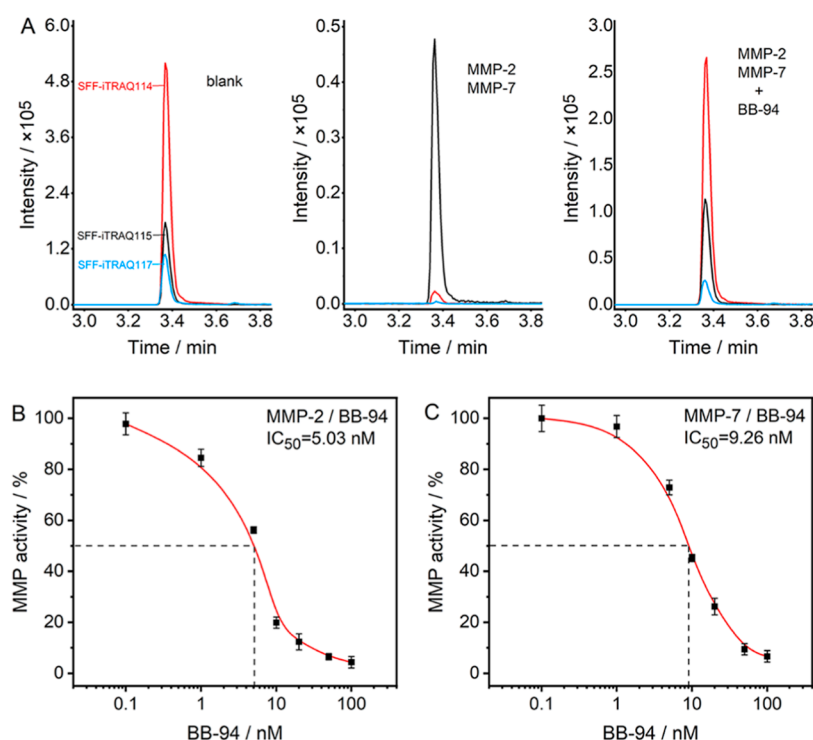 A
Intensity / ×105
6.0
4.8
3.6
2.4
1.2
0.0
SFF-iTRAQ114
SFF-iTRAQ115
SFF-iTRAQ117
blank
3.0 3.2 3.4 3.6 3.8
Time / min
Intensity / ×105
0.5
0.4
0.3
0.2
0.1
0.0
MMP-2
MMP-7
3.0 3.2 3.4 3.6 3.8
Time / min
Intensity / ×105
3.0
2.5
2.0
1.5
1.0
0.5
0.0
MMP-2
MMP-7
+
BB-94
3.0 3.2 3.4 3.6 3.8
Time / min
B
MMP activity / %
100
80
60
40
20
0
MMP-2 / BB-94
IC50=5.03 nM
0.1 1 10 100
BB-94 / nM
C
MMP activity / %
100
80
60
40
20
0
MMP-7 / BB-94
IC50=9.26 nM
0.1 1 10 100
BB-94 / nM